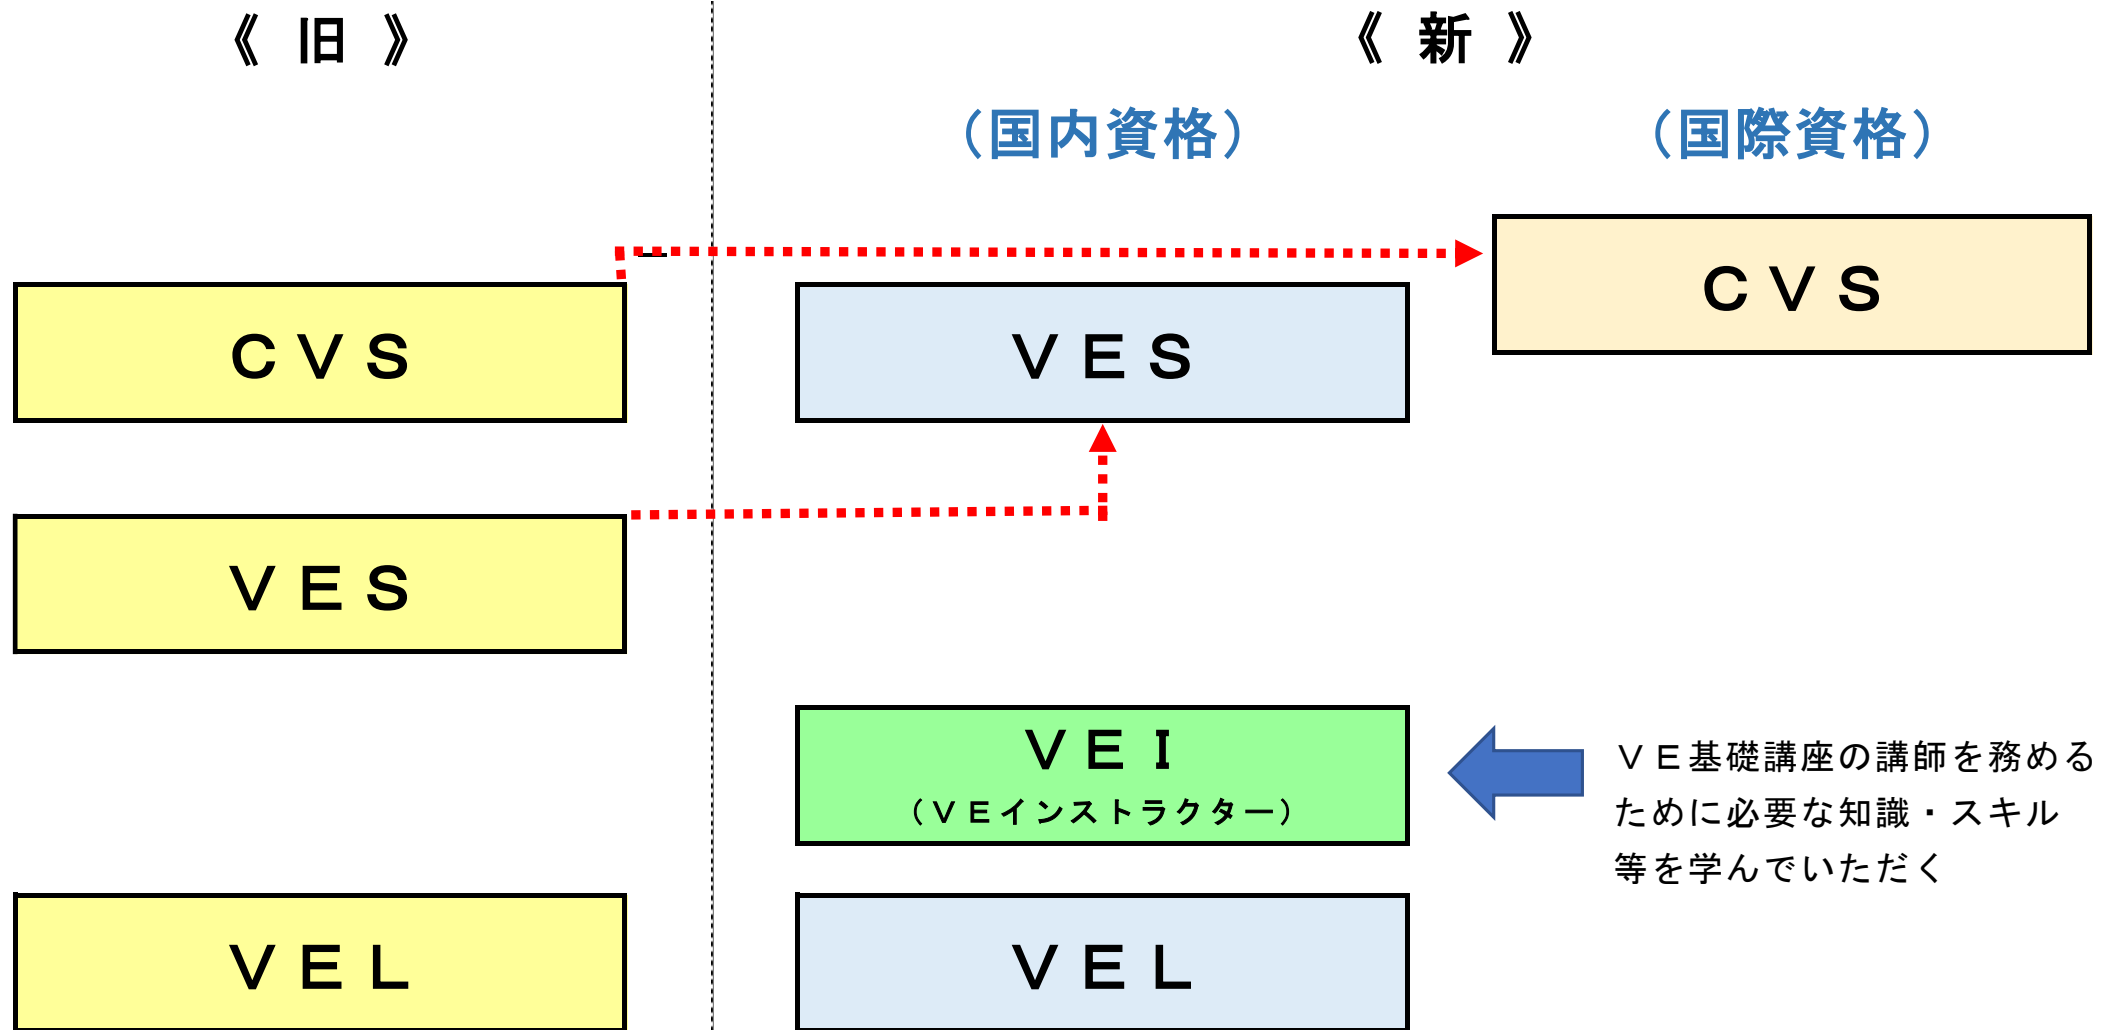 《 旧 》
《 新 》
（国内資格）
（国際資格）
ＣＶＳ
ＶＥＳ
ＣＶＳ
ＶＥＳ
ＶＥＩ
（ＶＥインストラクター）
ＶＥ基礎講座の講師を務める
ために必要な知識・スキル
等を学んでいただく
ＶＥＬ
ＶＥＬ